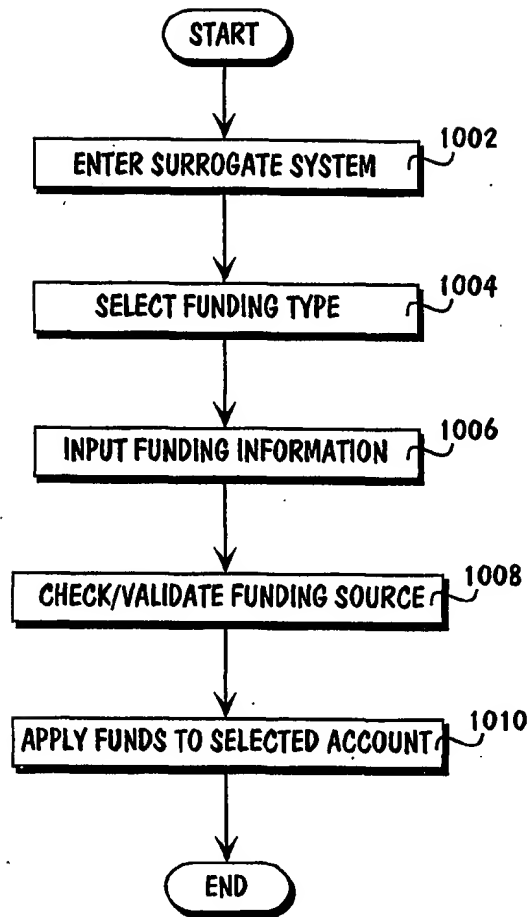 START
ENTER SURROGATE SYSTEM
1002
SELECT FUNDING TYPE
1004
INPUT FUNDING INFORMATION
1006
CHECK/VALIDATE FUNDING SOURCE
1008
APPLY FUNDS TO SELECTED ACCOUNT
1010
END